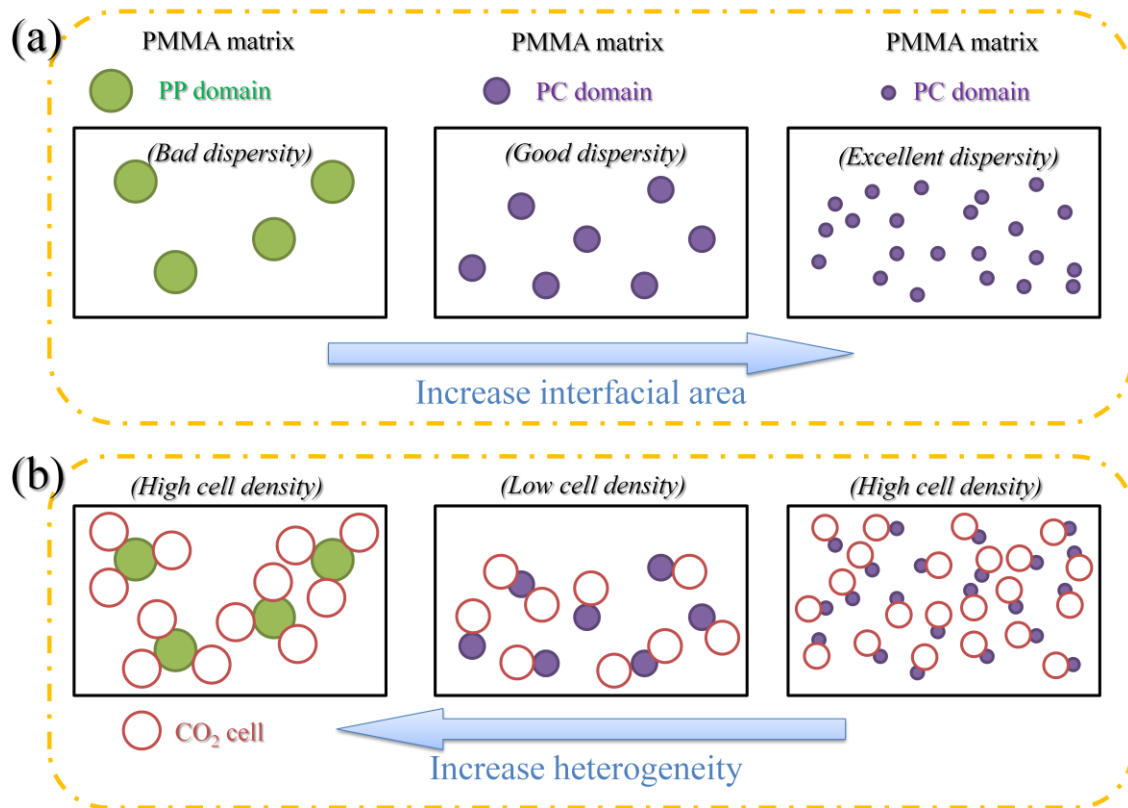 (a)
PMMA matrix
PMMA matrix
PMMA matrix
PP domain
PC domain
PC domain
(Bad dispersity)
(Good dispersity)
(Excellent dispersity)
Increase interfacial area
(b)
(High cell density)
(Low cell density)
(High cell density)
CO₂ cell
Increase heterogeneity